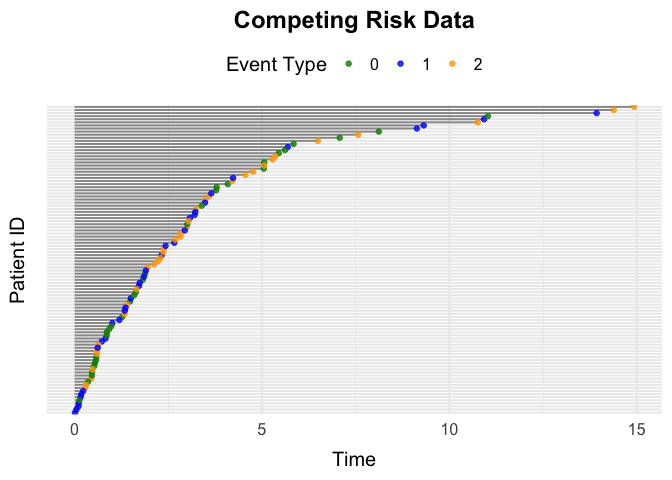 Competing Risk Data
Event Type 0 1 2
Patient ID
0 5 10 15
Time